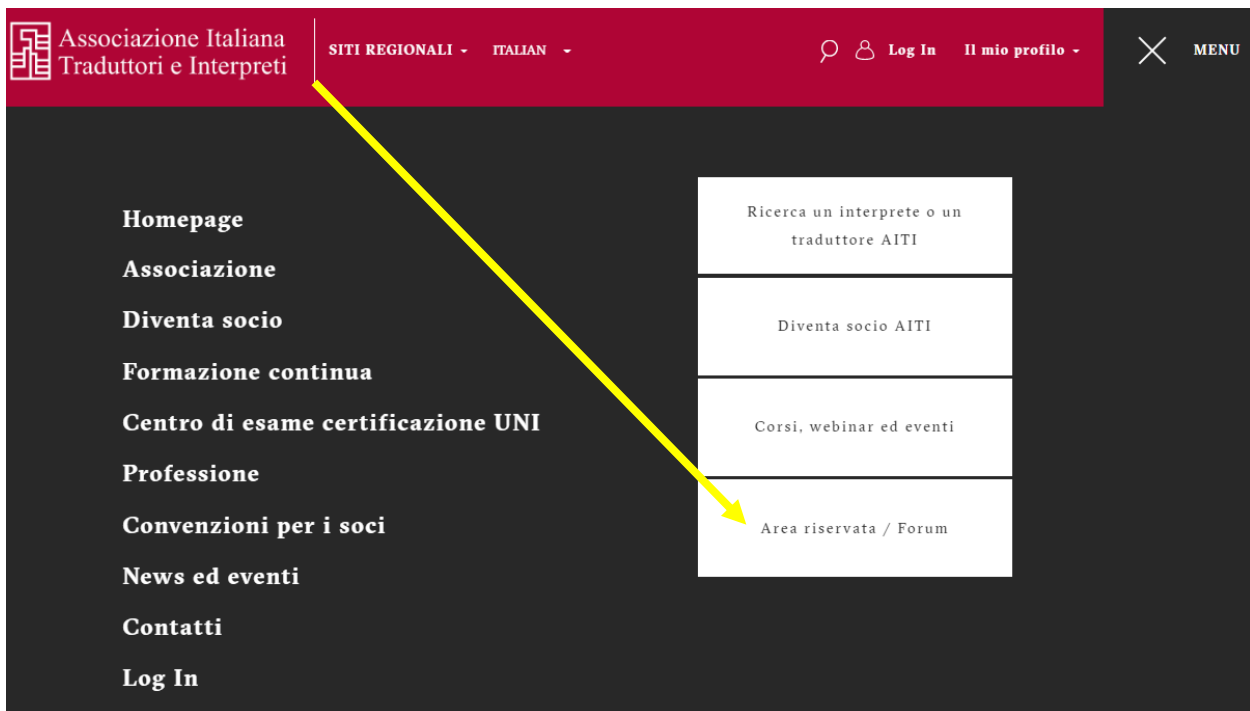 Associazione Italiana
Traduttori e Interpreti
SITI REGIONALI
ITALIAN
Log In
Il mio profilo
MENU
Homepage
Associazione
Diventa socio
Formazione continua
Centro di esame certificazione UNI
Professione
Convenzioni per i soci
News ed eventi
Contatti
Log In
Ricerca un interprete o un
traduttore AITI
Diventa socio AITI
Corsi, webinar ed eventi
Area riservata / Forum